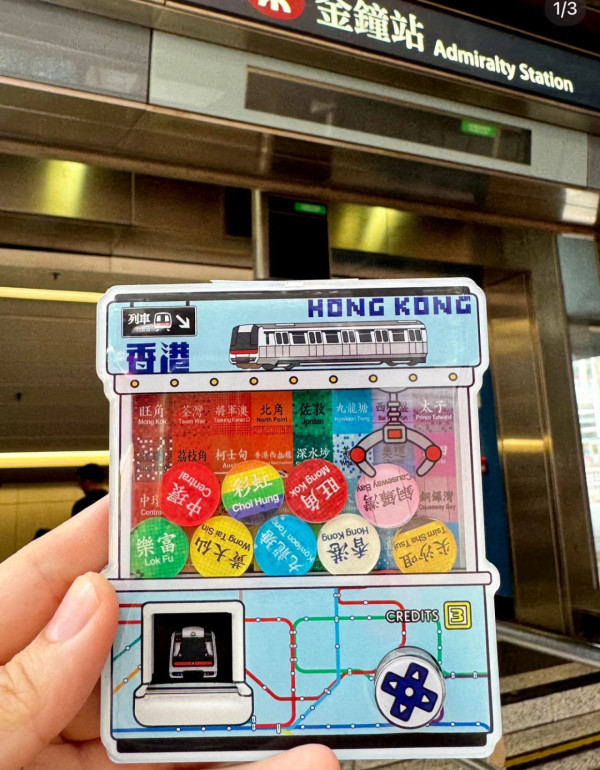 1/3
金鐘站 Admiralty Station
列車
HONG KONG
香港
旺角 荃灣 將軍澳 北角 佐敦 九龍塘 太子
Mong Kok North Point Jordan Kowloon Tong Prince Edward
荔枝角 柯士甸 香港西九龍 深水埗
中環 銅鑼灣
Central Causeway Bay
中環
Central
彩虹
Choi Hung
旺角
Mong Kok
銅鑼灣
Causeway Bay
樂富
Lok Fu
黃大仙
Wong Tai Sin
九龍塘
Kowloon Tong
香港
Hong Kong
尖沙咀
Tsim Sha Tsui
CREDITS 3